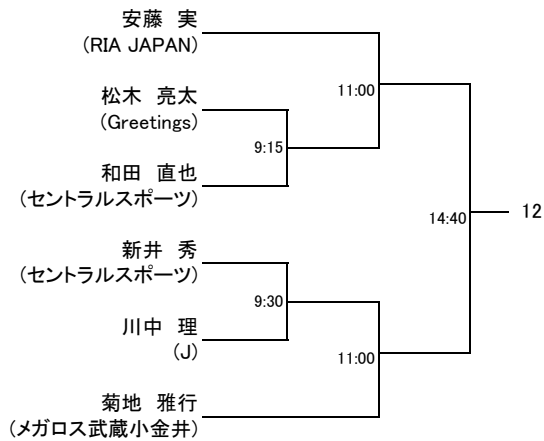 安藤 実
(RIA JAPAN)
11:00
松木 亮太
(Greetings)
9:15
和田 直也
(セントラルスポーツ)
14:40
12
新井 秀
(セントラルスポーツ)
9:30
川中 理
(J)
11:00
菊地 雅行
(メガロス武蔵小金井)